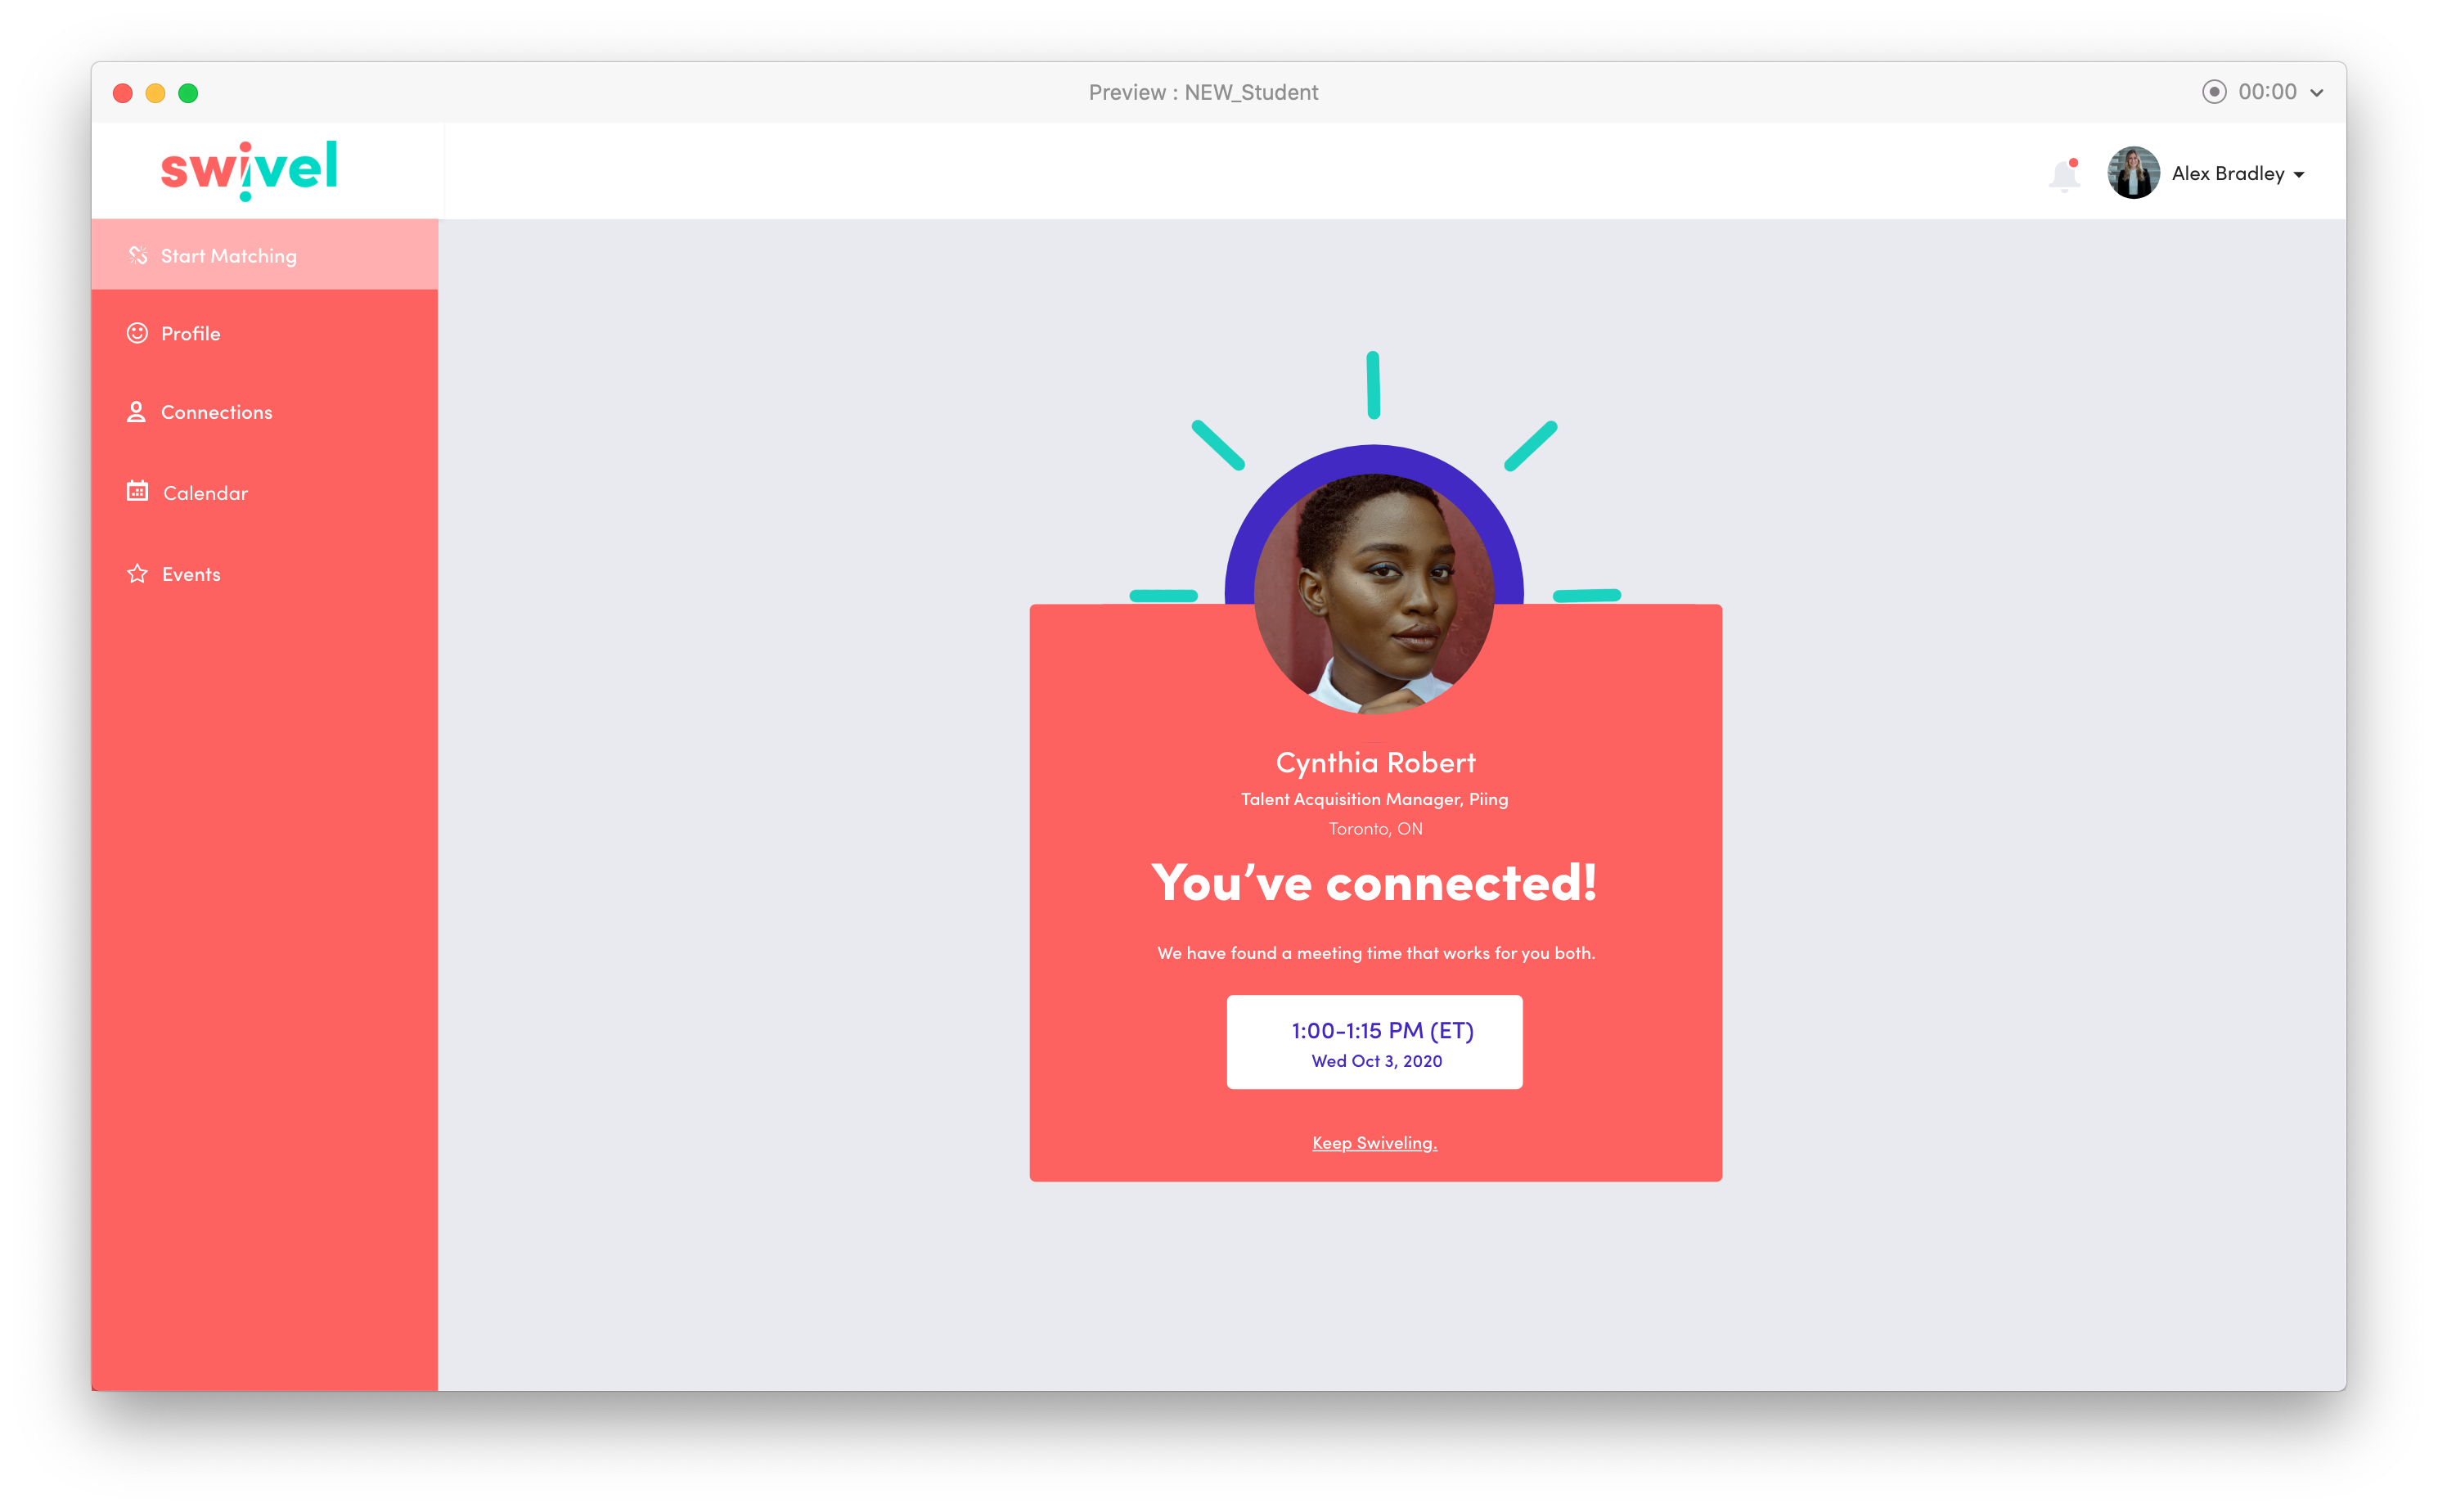 Preview : NEW_Student
00:00
swivel
Alex Bradley
Start Matching
Profile
Connections
Calendar
Events
Cynthia Robert
Talent Acquisition Manager, Piing
Toronto, ON
You’ve connected!
We have found a meeting time that works for you both.
1:00-1:15 PM (ET)
Wed Oct 3, 2020
Keep Swiveling.